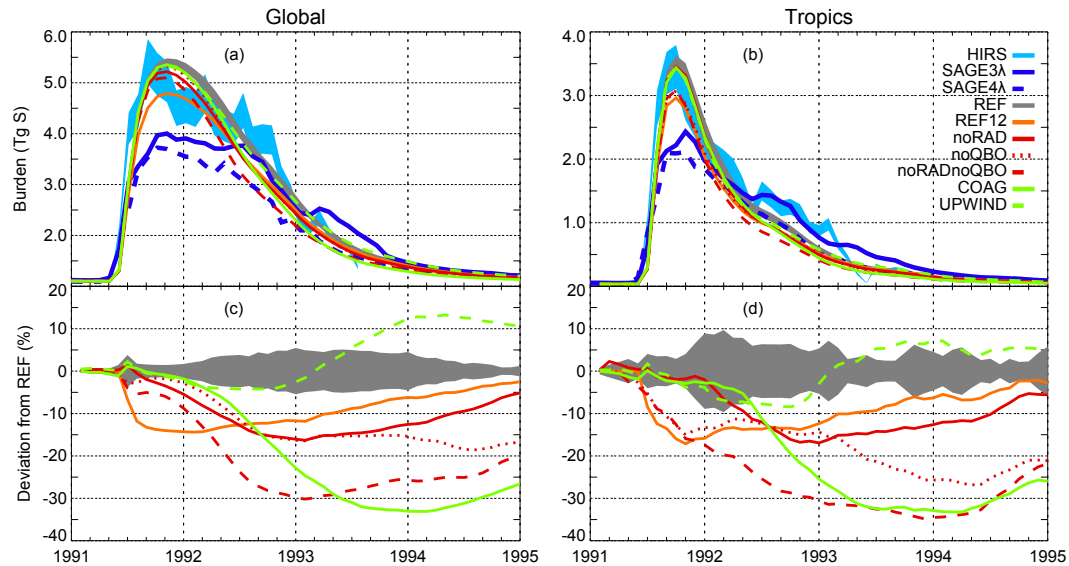 Global
Tropics
Burden (Tg S)
6.0
5.0
4.0
3.0
2.0
(a)
4.0
3.0
2.0
1.0
(b)
HIRS
SAGE3λ
SAGE4λ
REF
REF12
noRAD
noQBO
noRADnoQBO
COAG
UPWIND
Deviation from REF (%)
20
10
0
-10
-20
-30
-40
(c)
1991
1992
1993
1994
1995
20
10
0
-10
-20
-30
-40
(d)
1991
1992
1993
1994
1995